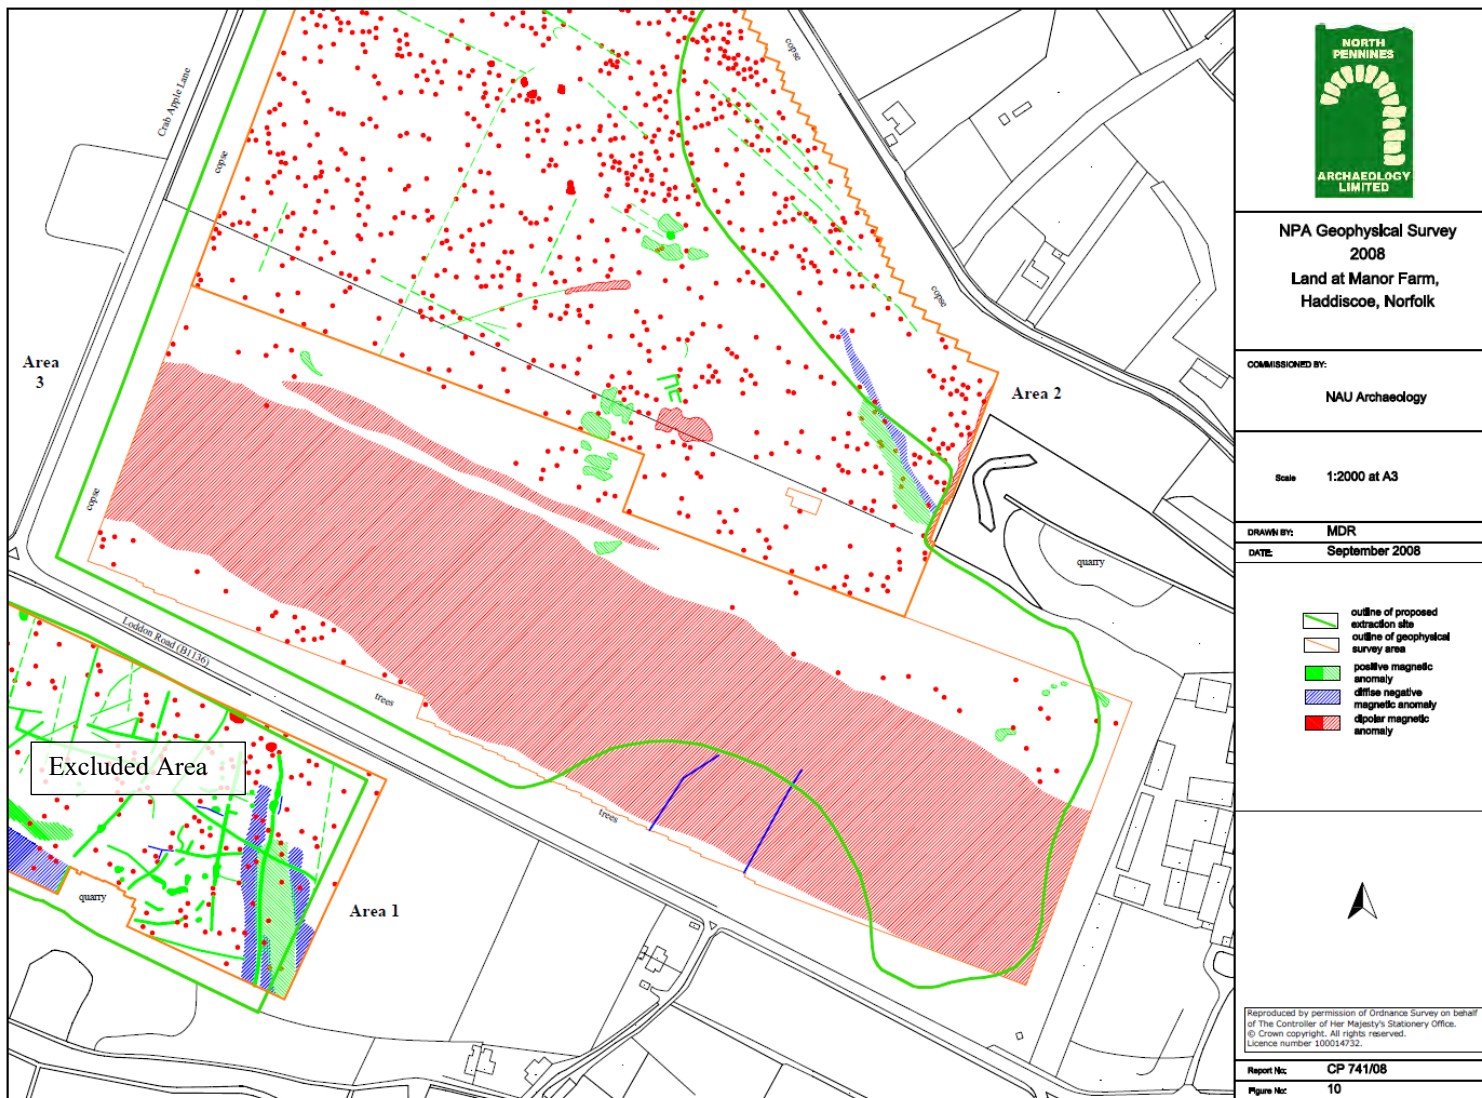 copse
Crab Apple Lane
copse
copse
Area
3
Area 2
copse
quarry
Loddon Road (B1136)
trees
trees
Excluded Area
quarry
Area 1
NORTH
PENNINES
ARCHAEOLOGY
LIMITED
NPA Geophysical Survey
2008
Land at Manor Farm,
Haddiscoe, Norfolk
COMMISSIONED BY:
NAU Archaeology
Scale 1:2000 at A3
DRAWN BY: MDR
DATE: September 2008
outline of proposed
extraction site
outline of geophysical
survey area
positive magnetic
anomaly
diffise negative
magnetic anomaly
dipolar magnetic
anomaly
Reproduced by permission of Ordnance Survey on behalf
of The Controller of Her Majesty's Stationery Office.
© Crown copyright. All rights reserved.
Licence number 100014732.
Report No: CP 741/08
Figure No: 10